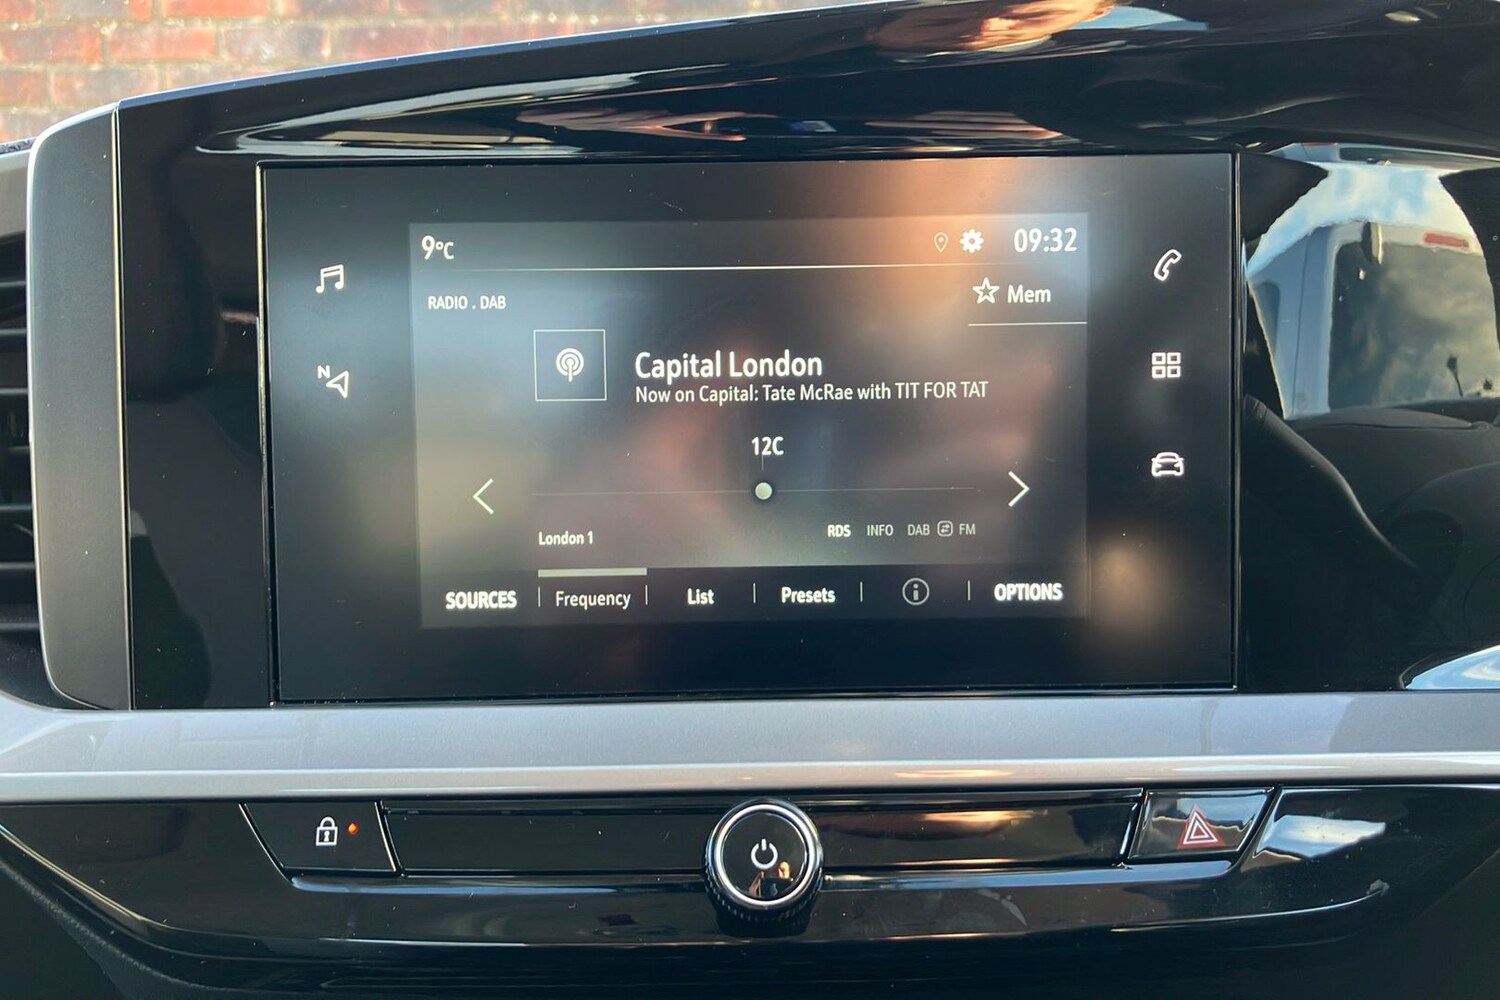 9°C
09:32
RADIO . DAB
Mem
N
Capital London
Now on Capital: Tate McRae with TIT FOR TAT
12C
London 1
RDS INFO DAB FM
SOURCES Frequency List Presets i OPTIONS